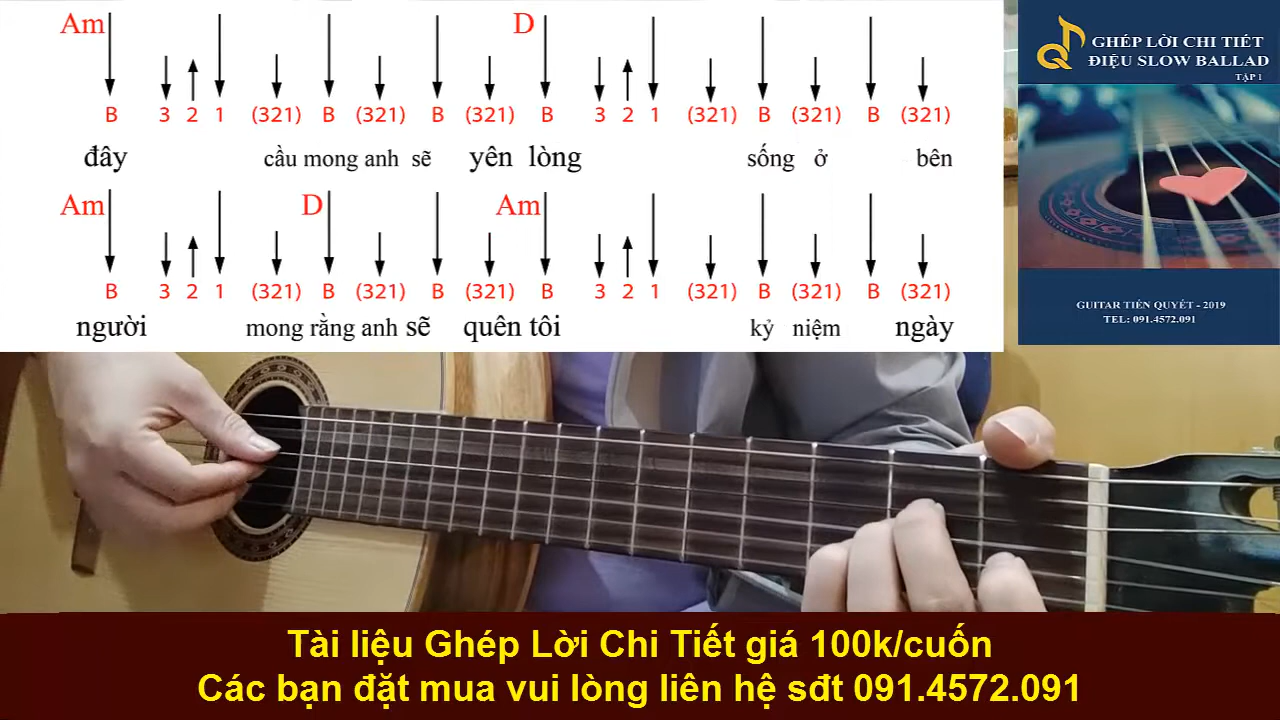 Am D
B 3 2 1 (321) B (321) B (321) B 3 2 1 (321) B (321) B (321)
đây cầu mong anh sẽ yên lòng sống ở bên
Am D Am
B 3 2 1 (321) B (321) B (321) B 3 2 1 (321) B (321) B (321)
người mong rằng anh sẽ quên tôi kỷ niệm ngày
GHÉP LỜI CHI TIẾT
ĐIỆU SLOW BALLAD
TẬP 1
GUITAR TIẾN QUYẾT - 2019
TEL: 091.4572.091
Tài liệu Ghép Lời Chi Tiết giá 100k/cuốn
Các bạn đặt mua vui lòng liên hệ sđt 091.4572.091